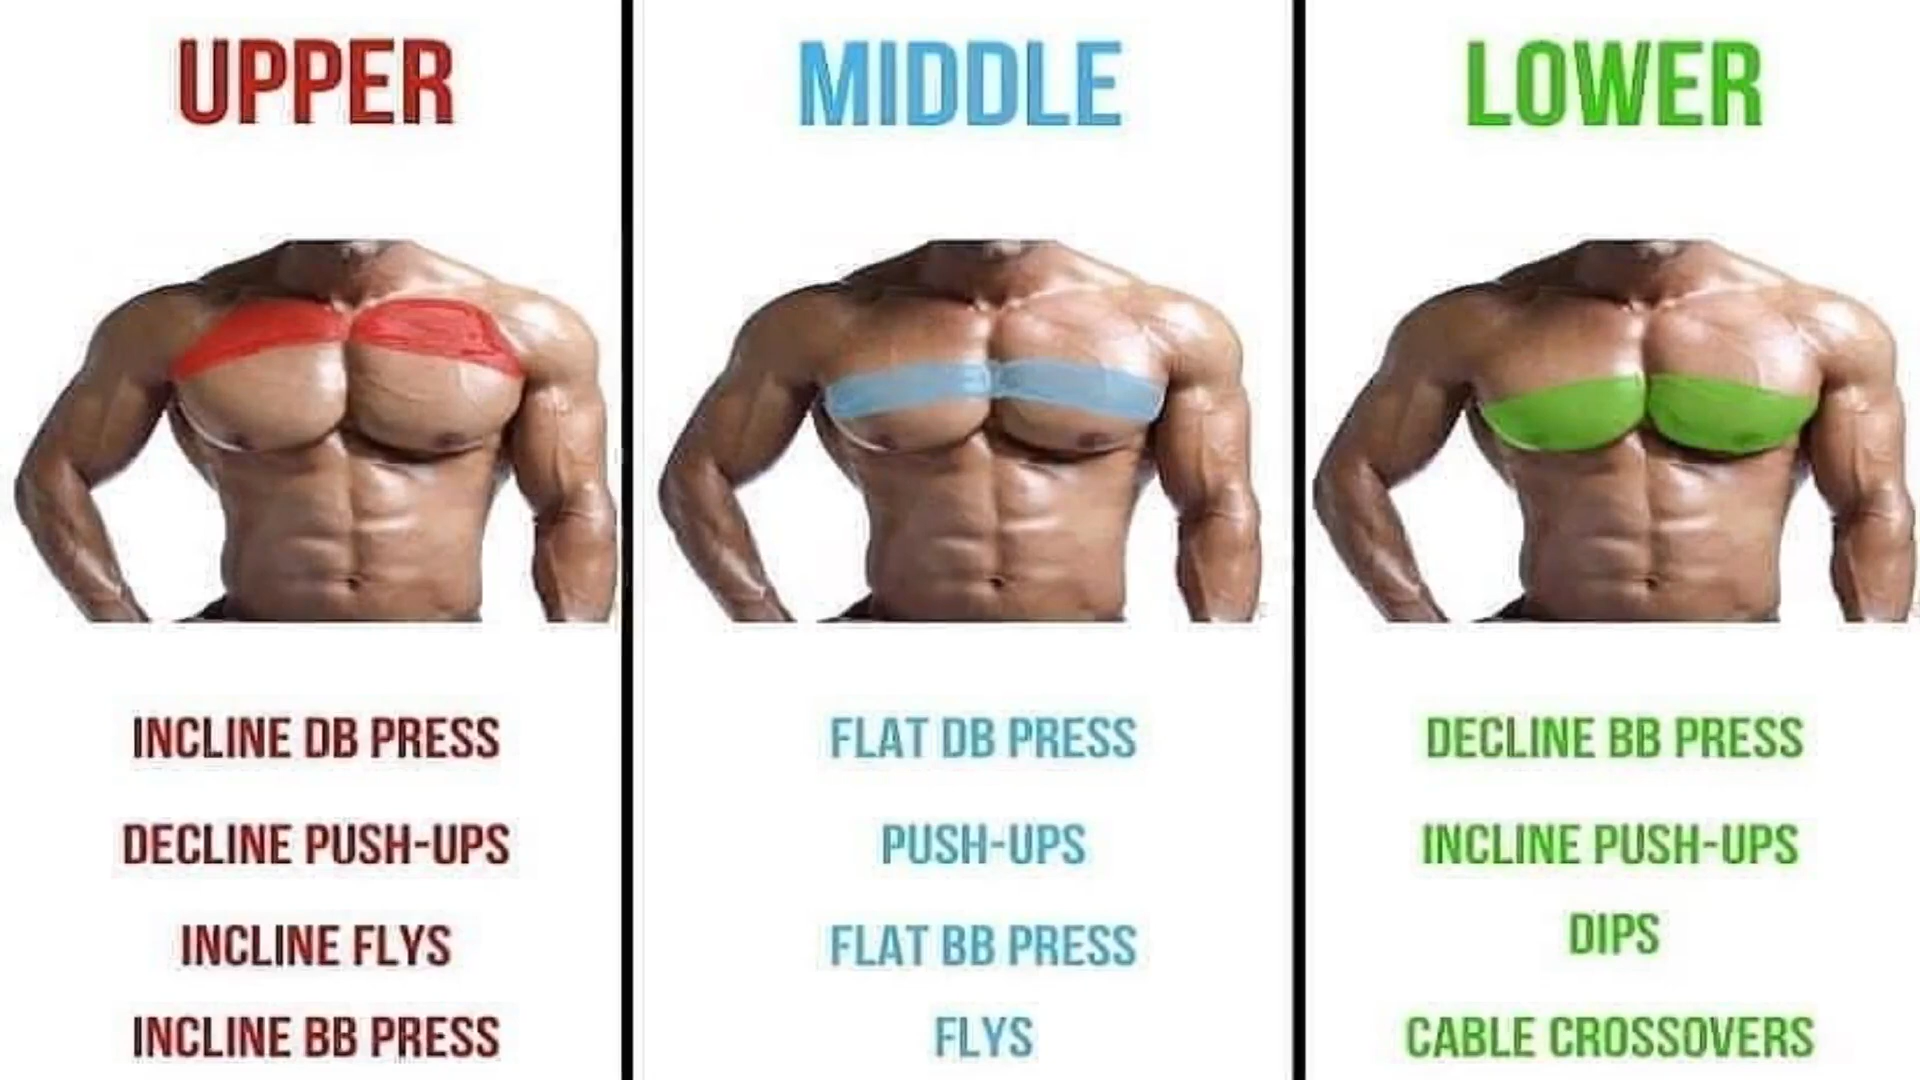 UPPER
INCLINE DB PRESS
DECLINE PUSH-UPS
INCLINE FLYS
INCLINE BB PRESS
MIDDLE
FLAT DB PRESS
PUSH-UPS
FLAT BB PRESS
FLYS
LOWER
DECLINE BB PRESS
INCLINE PUSH-UPS
DIPS
CABLE CROSSOVERS